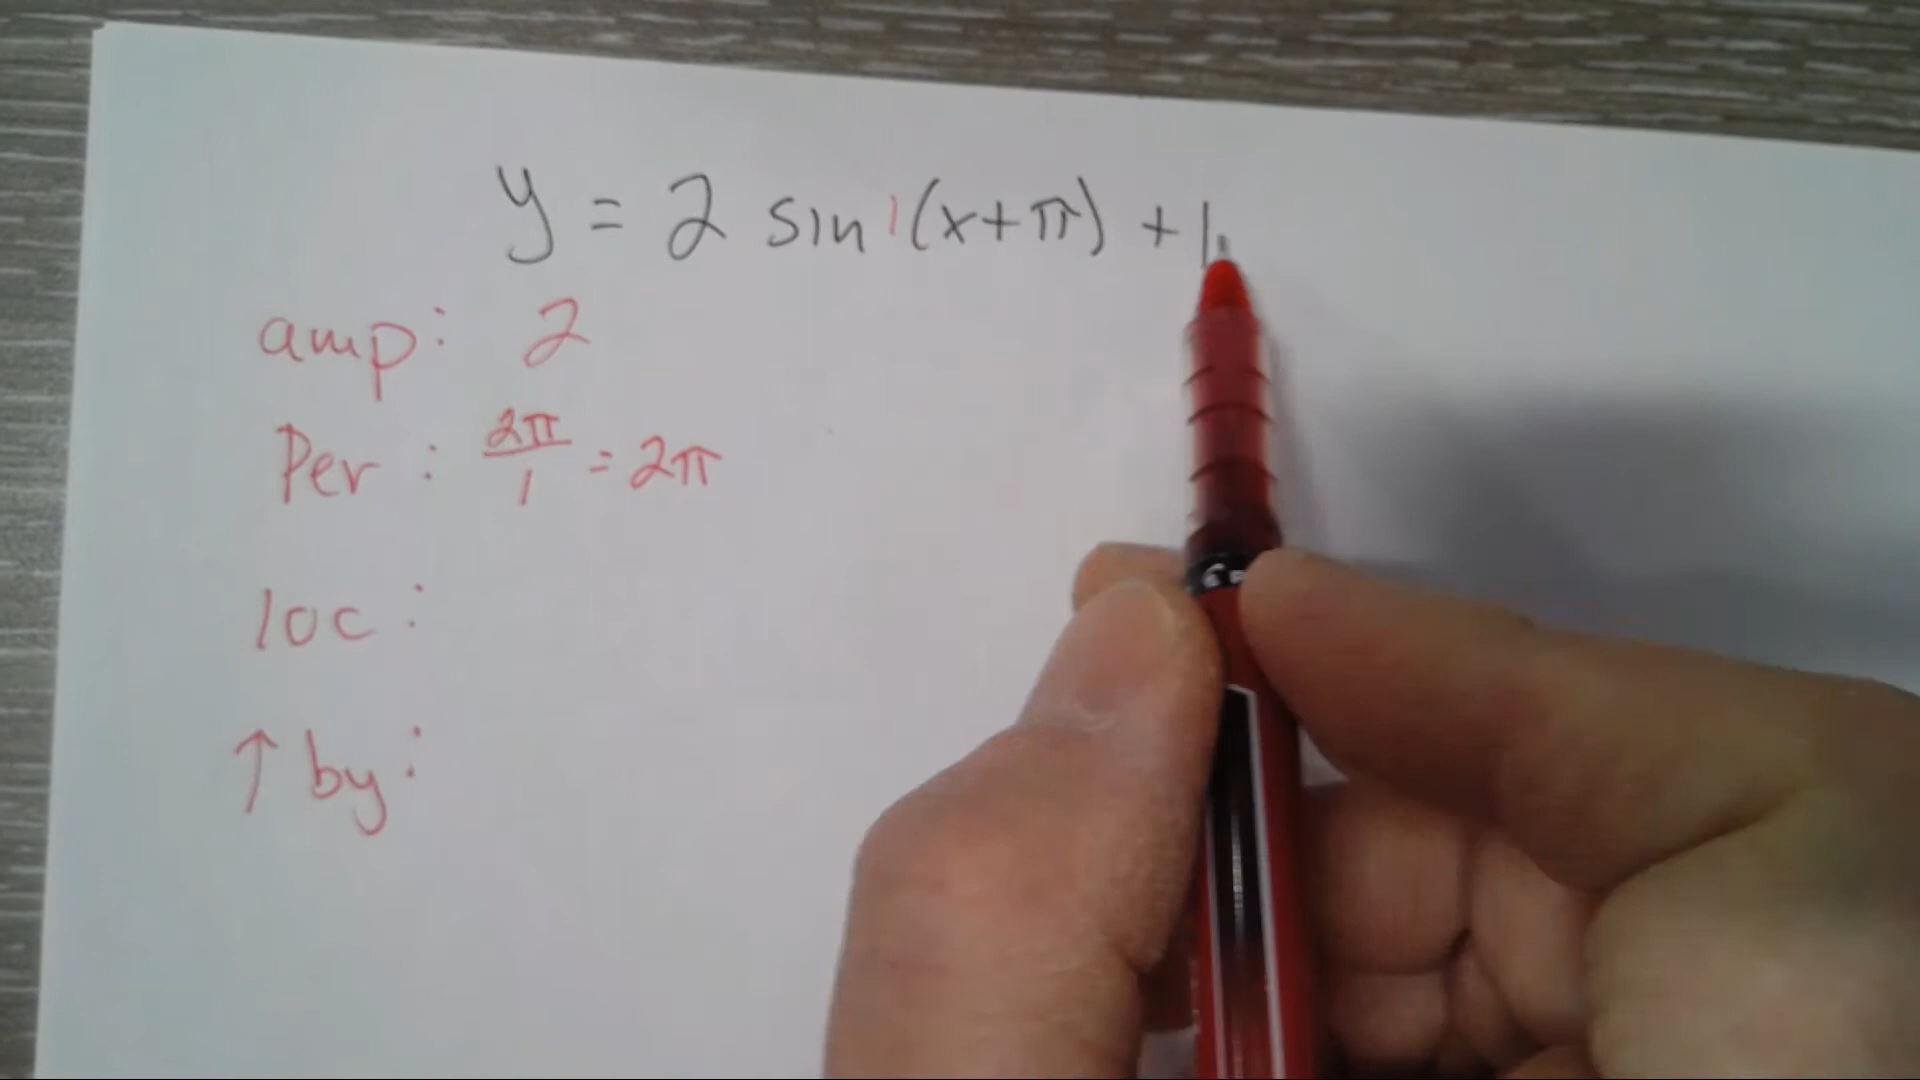 y = 2 sin 1(x+π) + 1
amp: 2
Per: 2π/1 = 2π
loc:
↑ by: